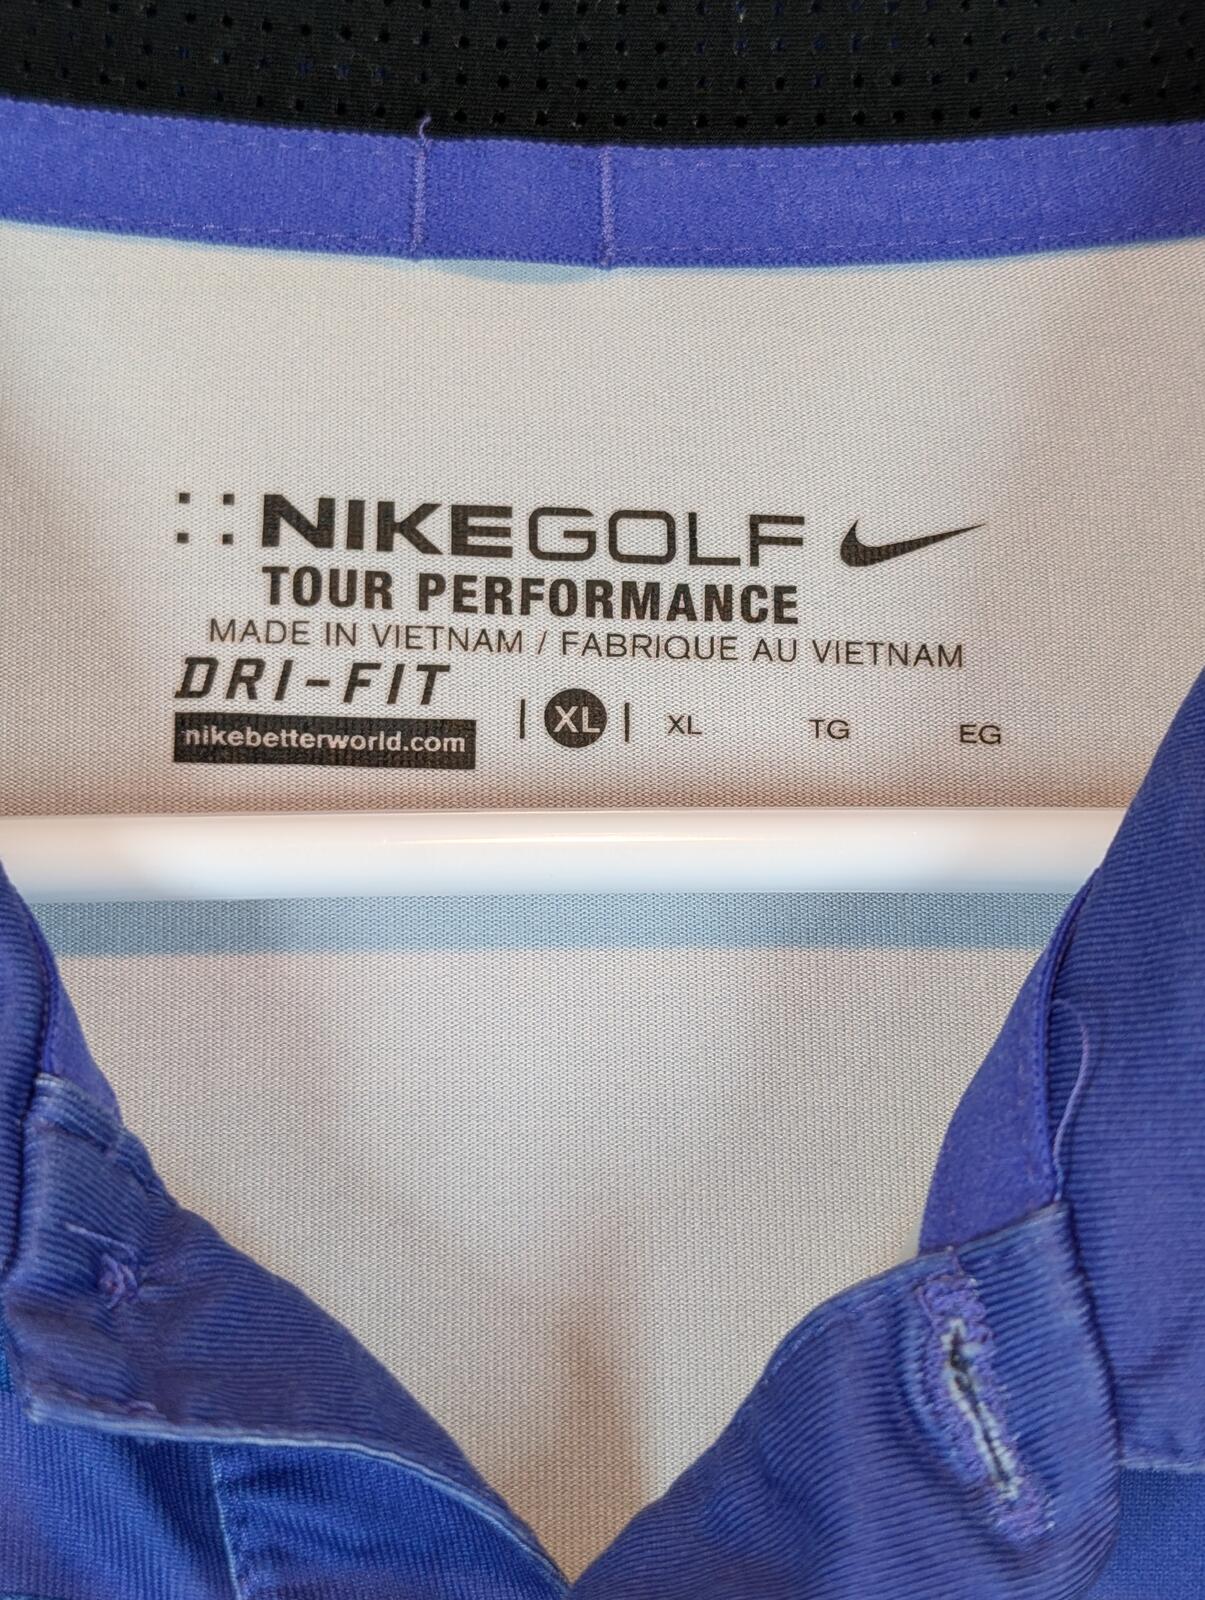 NIKEGOLF
TOUR PERFORMANCE
MADE IN VIETNAM / FABRIQUE AU VIETNAM
DRI-FIT
nikebetterworld.com
| XL | XL TG EG